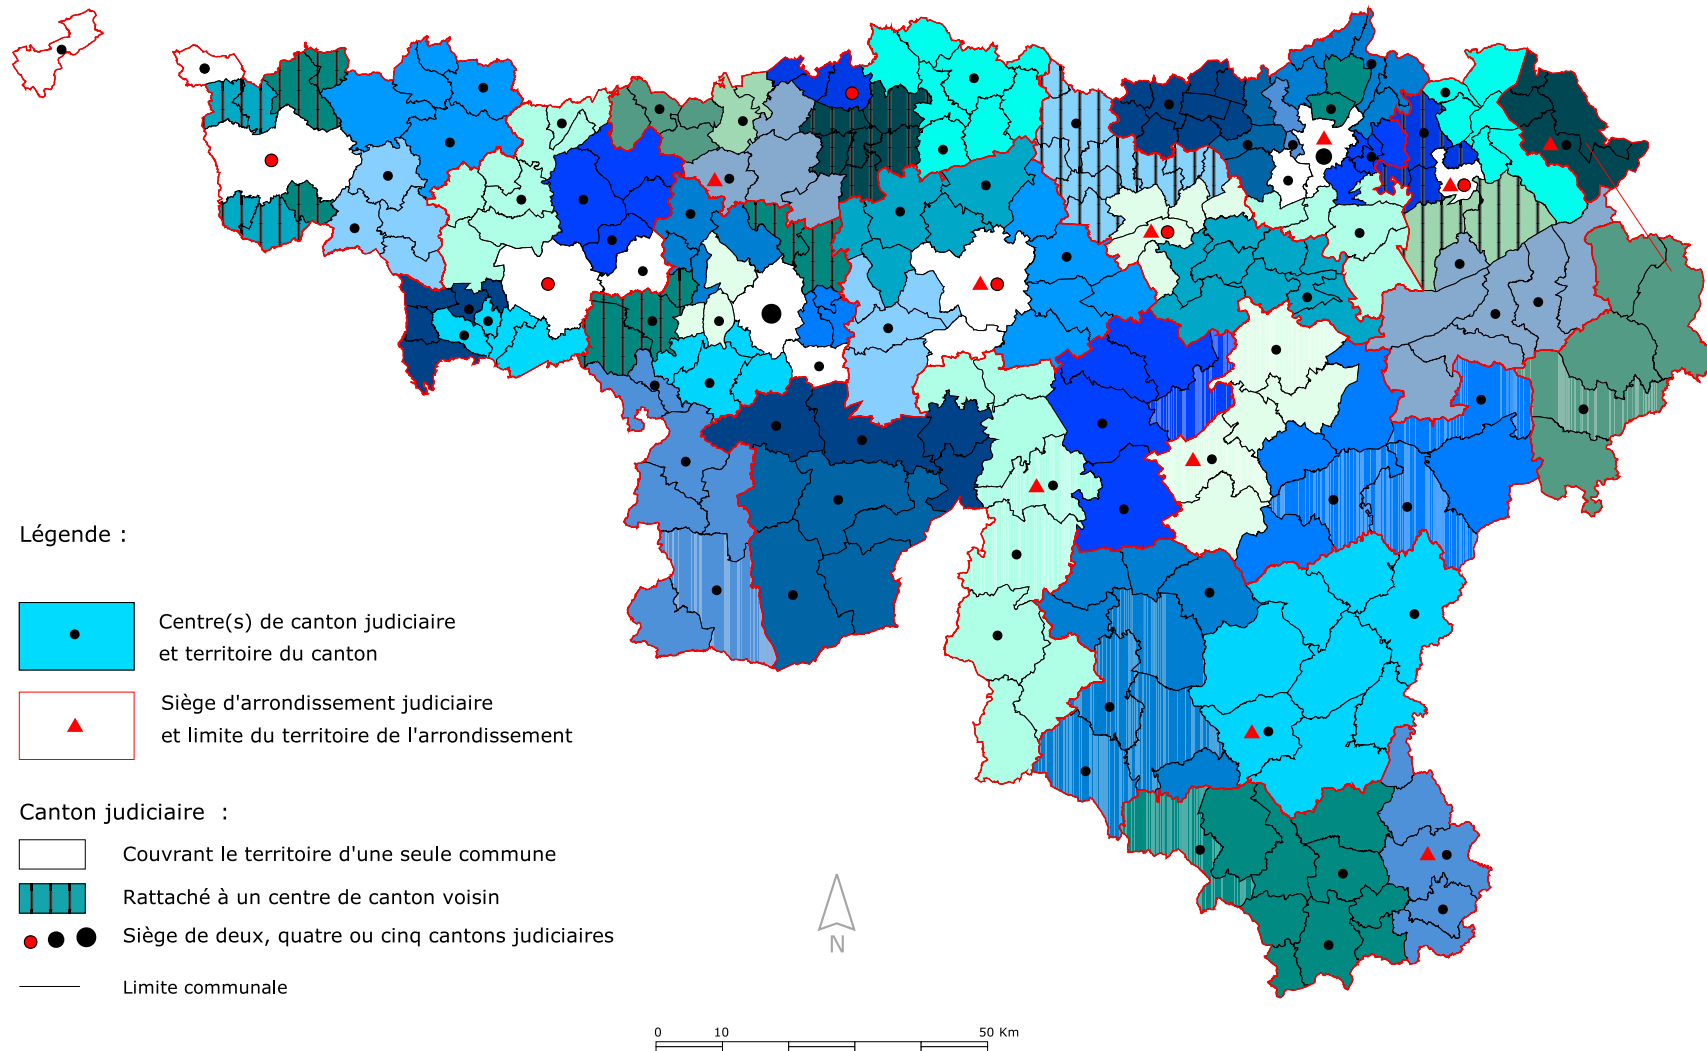 Légende :
Centre(s) de canton judiciaire
et territoire du canton
Siège d'arrondissement judiciaire
et limite du territoire de l'arrondissement
Canton judiciaire :
Couvrant le territoire d'une seule commune
Rattaché à un centre de canton voisin
Siège de deux, quatre ou cinq cantons judiciaires
Limite communale
N
0 10 50 Km